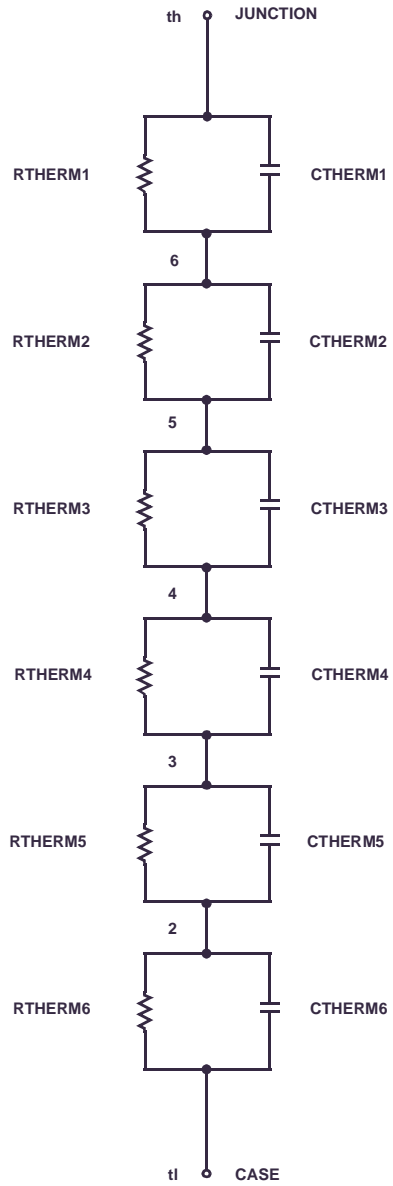 th JUNCTION
RTHERM1 CTHERM1
6
RTHERM2 CTHERM2
5
RTHERM3 CTHERM3
4
RTHERM4 CTHERM4
3
RTHERM5 CTHERM5
2
RTHERM6 CTHERM6
tl CASE